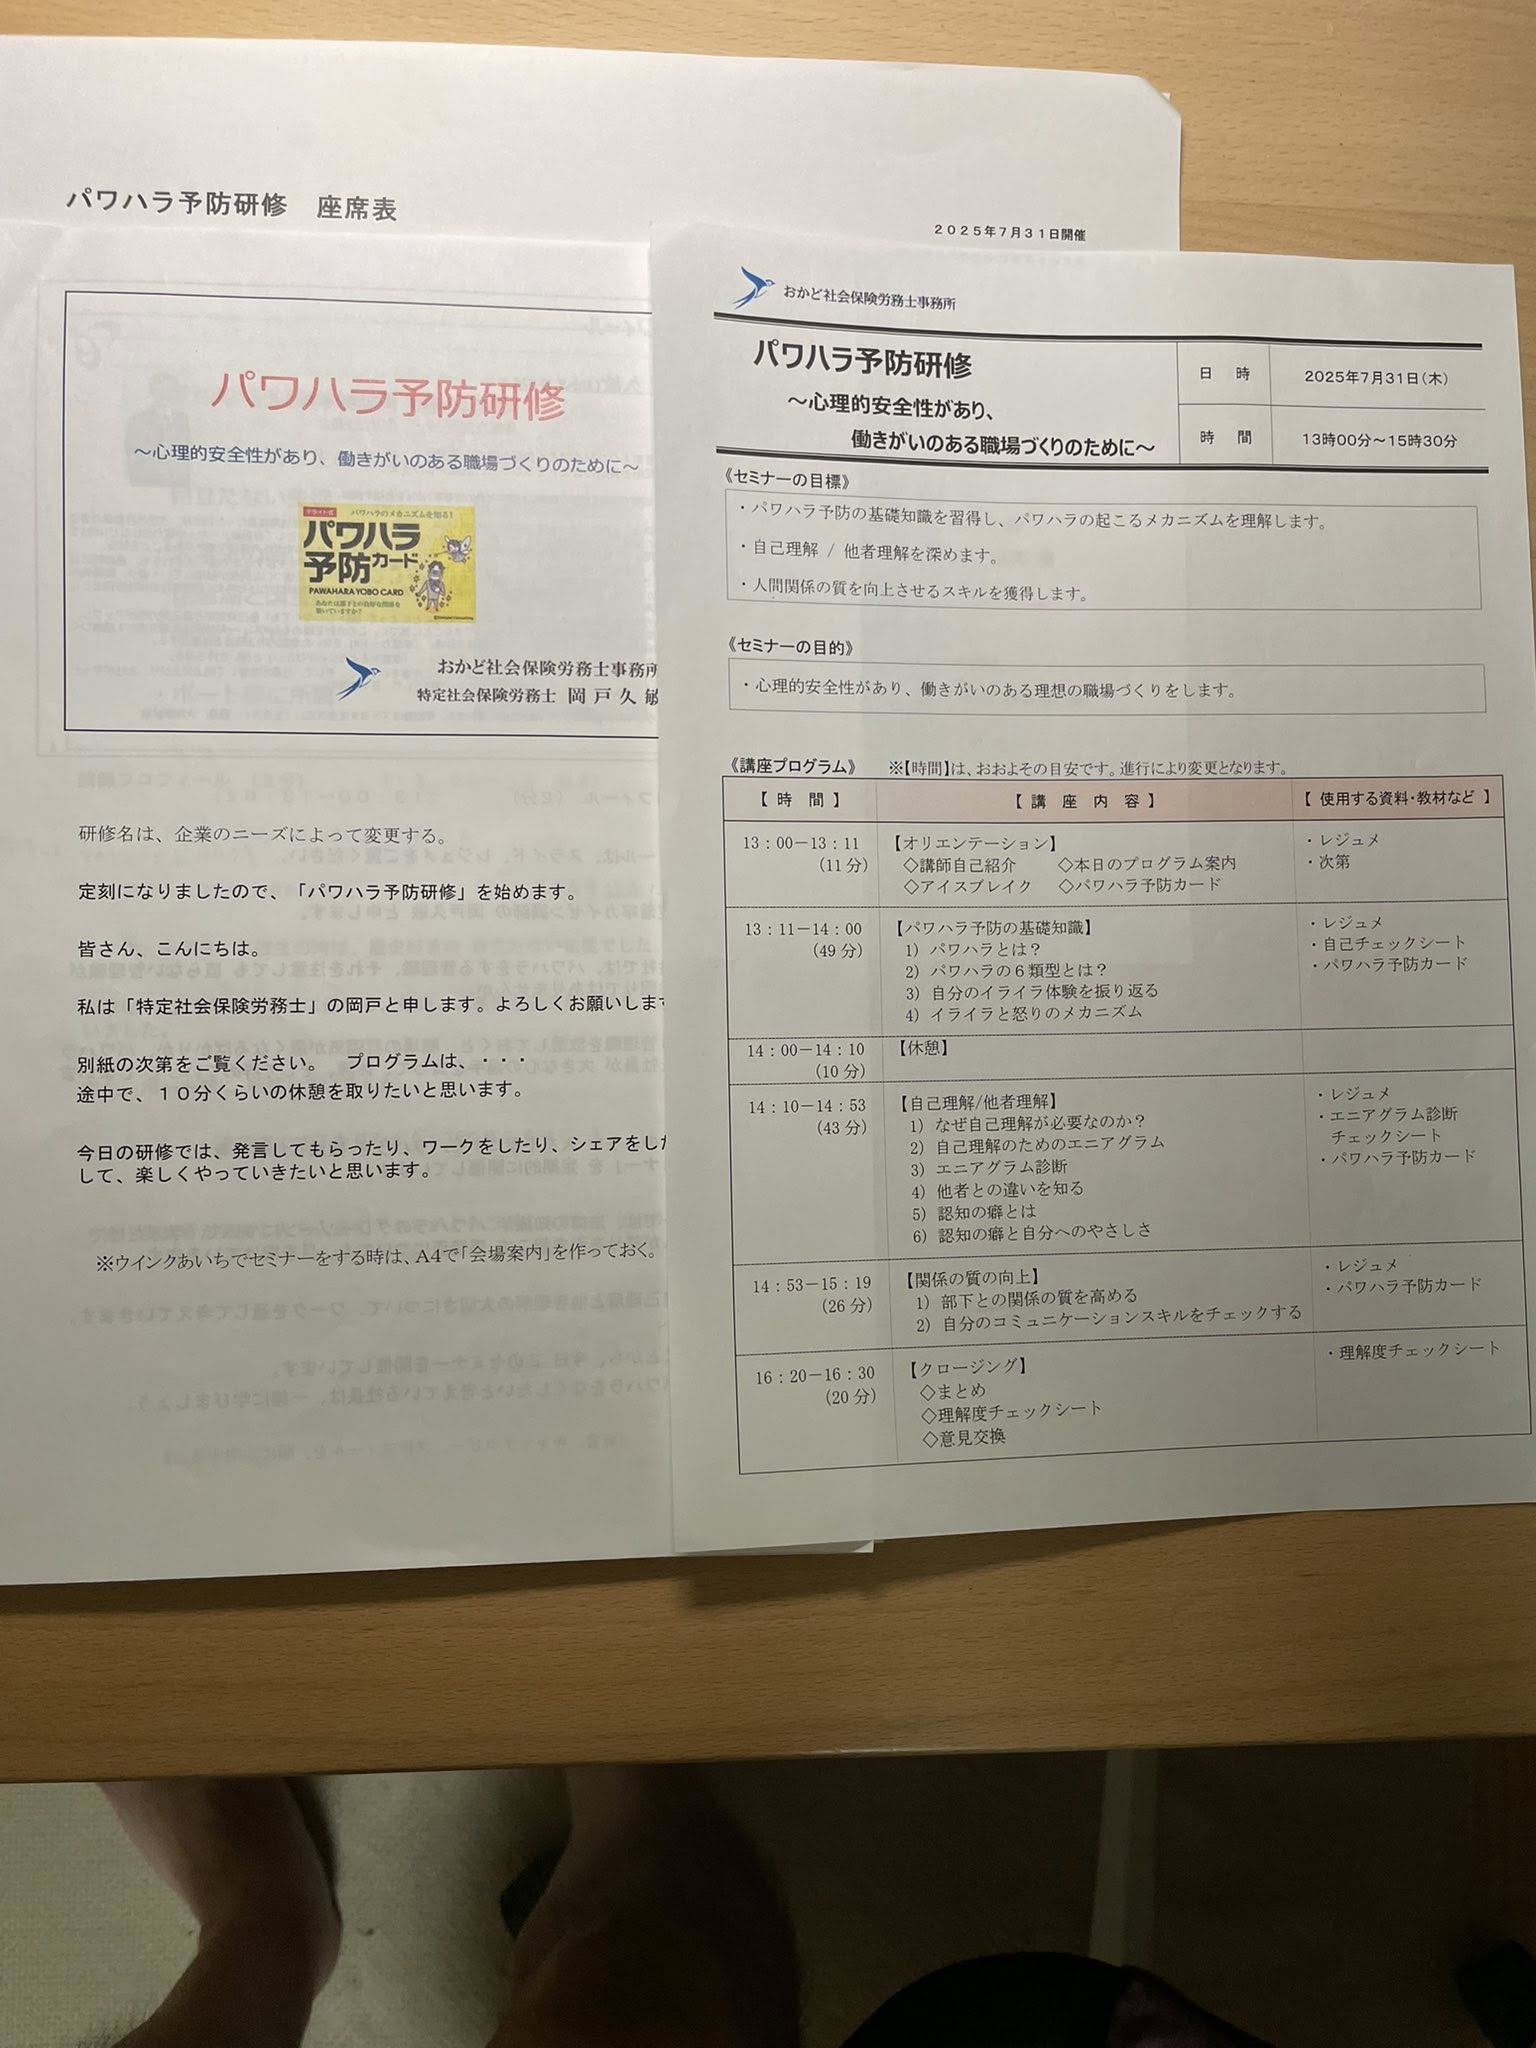 パワハラ予防研修　座席表
2025年7月31日開催
パワハラ予防研修
～心理的安全性があり、働きがいのある職場づくりのために～
パワハラのメカニズムを知る!
パワハラ
予防カード
PAWAHARA YOBO CARD
おかど社会保険労務士事務所
特定社会保険労務士 岡戸久敏
研修名は、企業のニーズによって変更する。
定刻になりましたので、「パワハラ予防研修」を始めます。
皆さん、こんにちは。
私は「特定社会保険労務士」の岡戸と申します。よろしくお願いします
別紙の次第をご覧ください。　プログラムは、・・・
途中で、10分くらいの休憩を取りたいと思います。
今日の研修では、発言してもらったり、ワークをしたり、シェアをした
して、楽しくやっていきたいと思います。
※ウインクあいちでセミナーをする時は、A4で「会場案内」を作っておく。
おかど社会保険労務士事務所
パワハラ予防研修
～心理的安全性があり、
働きがいのある職場づくりのために～
日　時
2025年7月31日(木)
時　間
13時00分～15時30分
《セミナーの目標》
・パワハラ予防の基礎知識を習得し、パワハラの起こるメカニズムを理解します。
・自己理解 / 他者理解を深めます。
・人間関係の質を向上させるスキルを獲得します。
《セミナーの目的》
・心理的安全性があり、働きがいのある理想の職場づくりをします。
《講座プログラム》　※【時間】は、おおよその目安です。進行により変更となります。
【 時 間 】　【 講 座 内 容 】　【 使用する資料・教材など 】
13：00－13：11
(11分)
【オリエンテーション】
◇講師自己紹介　◇本日のプログラム案内
◇アイスブレイク　◇パワハラ予防カード
・レジュメ
・次第
13：11－14：00
(49分)
【パワハラ予防の基礎知識】
1) パワハラとは？
2) パワハラの6類型とは？
3) 自分のイライラ体験を振り返る
4) イライラと怒りのメカニズム
・レジュメ
・自己チェックシート
・パワハラ予防カード
14：00－14：10
(10分)
【休憩】
14：10－14：53
(43分)
【自己理解/他者理解】
1) なぜ自己理解が必要なのか？
2) 自己理解のためのエニアグラム
3) エニアグラム診断
4) 他者との違いを知る
5) 認知の癖とは
6) 認知の癖と自分へのやさしさ
・レジュメ
・エニアグラム診断
チェックシート
・パワハラ予防カード
14：53－15：19
(26分)
【関係の質の向上】
1) 部下との関係の質を高める
2) 自分のコミュニケーションスキルをチェックする
・レジュメ
・パワハラ予防カード
16：20－16：30
(20分)
【クロージング】
◇まとめ
◇理解度チェックシート
◇意見交換
・理解度チェックシート